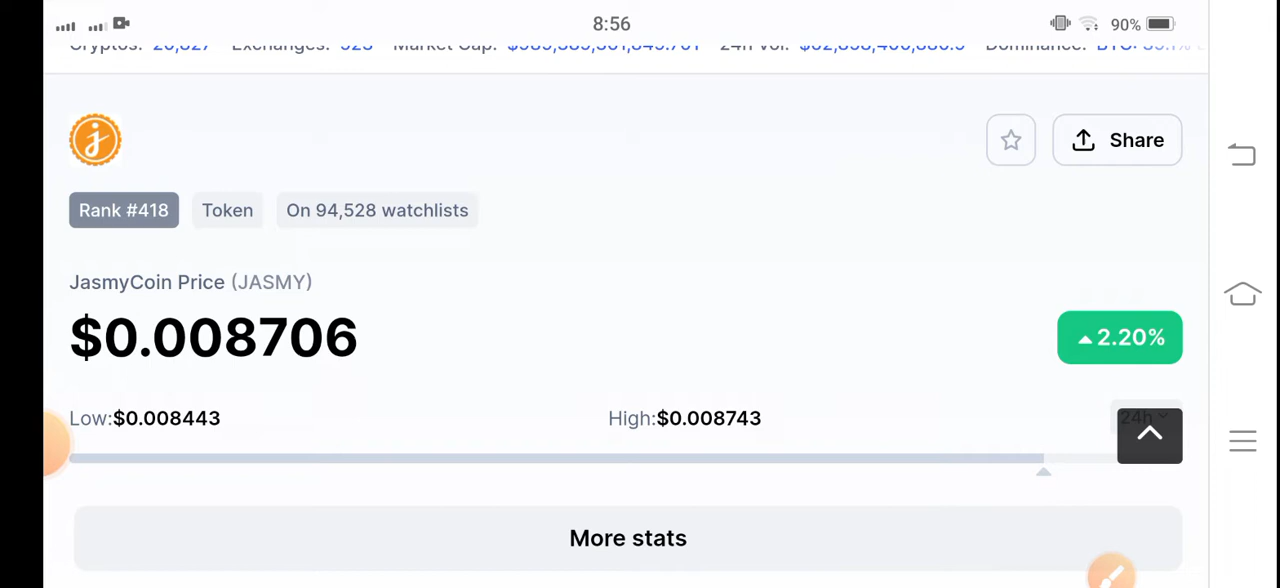 8:56
90%
Share
Rank #418 Token On 94,528 watchlists
JasmyCoin Price (JASMY)
$0.008706
2.20%
Low:$0.008443 High:$0.008743
24h
More stats